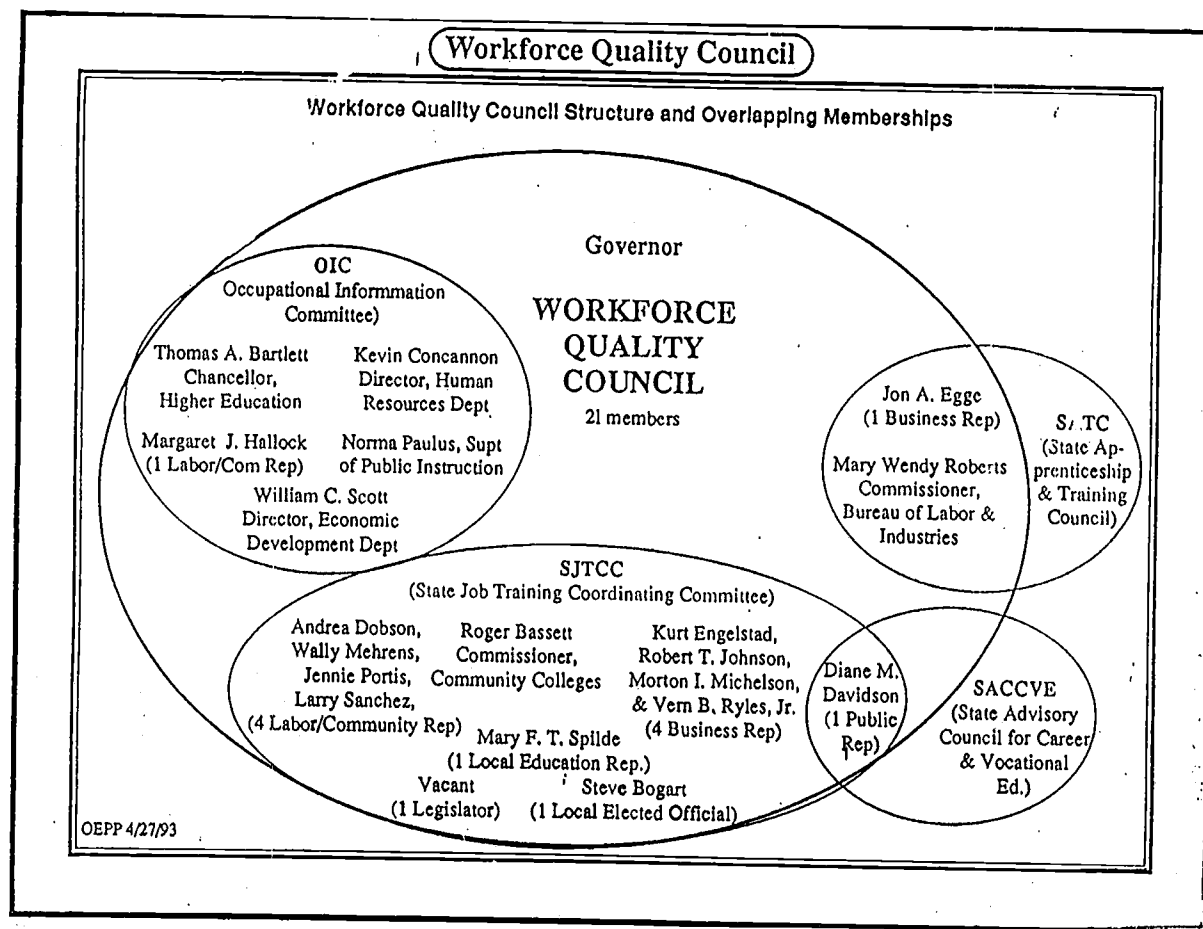 Workforce Quality Council
Workforce Quality Council Structure and Overlapping Memberships
Governor
WORKFORCE
QUALITY
COUNCIL
21 members
OIC
Occupational Informmation
Committee)
Thomas A. Bartlett
Chancellor,
Higher Education
Kevin Concannon
Director, Human
Resources Dept
Margaret J. Hallock
(1 Labor/Com Rep)
Norma Paulus, Supt
of Public Instruction
William C. Scott
Director, Economic
Development Dept
Jon A. Egge
(1 Business Rep)
Mary Wendy Roberts
Commissioner,
Bureau of Labor &
Industries
(State Ap-
prenticeship
& Training
Council)
SJTCC
(State Job Training Coordinating Committee)
Andrea Dobson,
Wally Mehrens,
Jennie Portis,
Larry Sanchez,
(4 Labor/Community Rep)
Roger Bassett
Commissioner,
Community Colleges
Kurt Engelstad,
Robert T. Johnson,
Morton I. Michelson,
& Vern B. Ryles, Jr.
(4 Business Rep)
Mary F. T. Spilde
(1 Local Education Rep.)
Vacant
(1 Legislator)
Steve Bogart
(1 Local Elected Official)
Diane M.
Davidson
(1 Public
Rep)
SACCVE
(State Advisory
Council for Career
& Vocational
Ed.)
OEPP 4/27/93